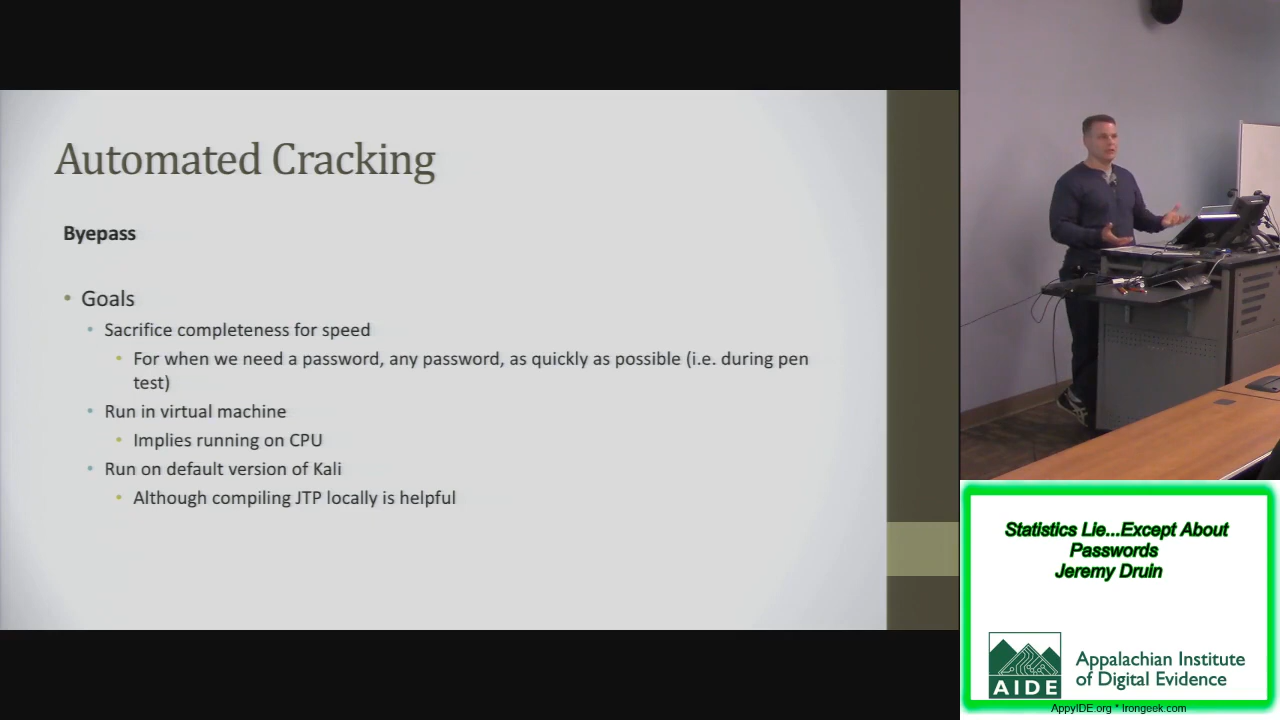 Automated Cracking
Byepass
• Goals
• Sacrifice completeness for speed
• For when we need a password, any password, as quickly as possible (i.e. during pen
test)
• Run in virtual machine
• Implies running on CPU
• Run on default version of Kali
• Although compiling JTP locally is helpful
Statistics Lie...Except About
Passwords
Jeremy Druin
AIDE
Appalachian Institute
of Digital Evidence
AppyIDE.org * Irongeek.com